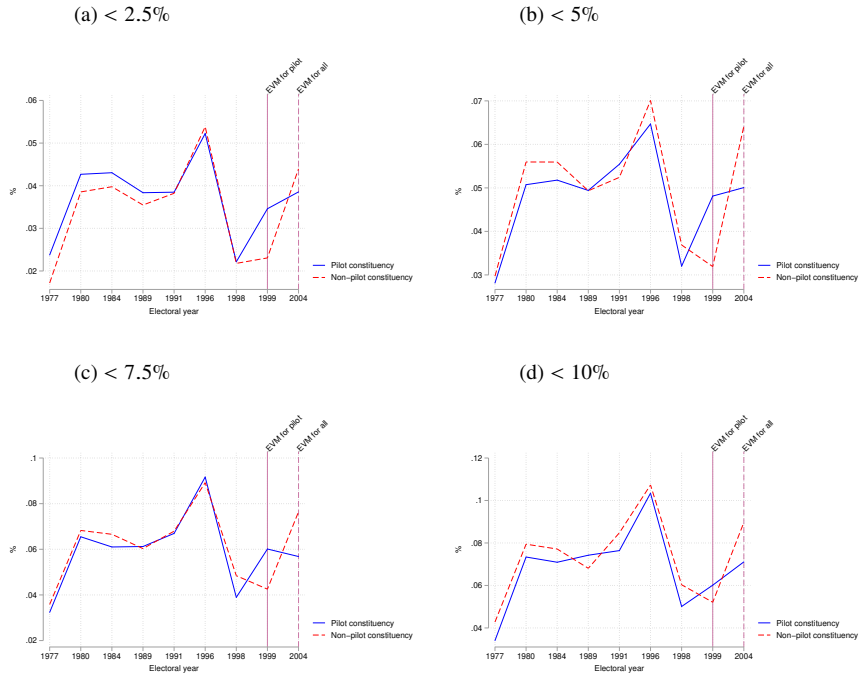 (a) < 2.5%
EVM for pilot
EVM for all
.06
.05
.04
.03
.02
%
1977 1980 1984 1989 1991 1996 1998 1999 2004
Electoral year
Pilot constituency
Non−pilot constituency
(b) < 5%
EVM for pilot
EVM for all
.07
.06
.05
.04
.03
%
1977 1980 1984 1989 1991 1996 1998 1999 2004
Electoral year
Pilot constituency
Non−pilot constituency
(c) < 7.5%
EVM for pilot
EVM for all
.1
.08
.06
.04
.02
%
1977 1980 1984 1989 1991 1996 1998 1999 2004
Electoral year
Pilot constituency
Non−pilot constituency
(d) < 10%
EVM for pilot
EVM for all
.12
.1
.08
.06
.04
%
1977 1980 1984 1989 1991 1996 1998 1999 2004
Electoral year
Pilot constituency
Non−pilot constituency